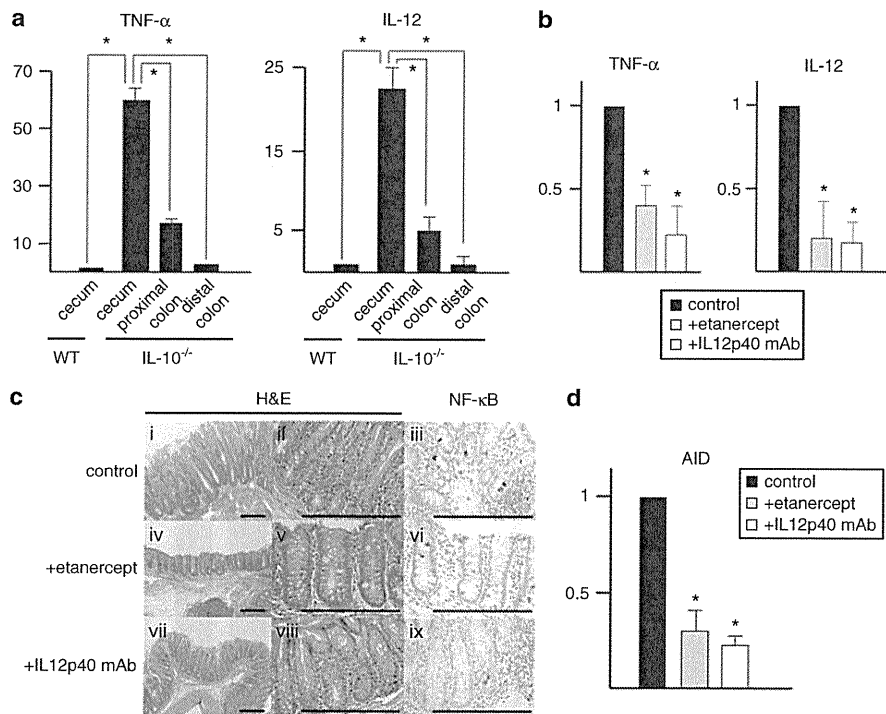 a
TNF-α
IL-12
* *
*
* *
*
70
50
30
10
25
15
5
cecum
cecum
proximal colon
distal colon
WT
IL-10-/-
cecum
cecum
proximal colon
distal colon
WT
IL-10-/-
b
TNF-α
IL-12
1
0.5
* *
1
0.5
* *
control
+etanercept
+IL12p40 mAb
c
H&E
NF-κB
control
i
ii
iii
+etanercept
iv
v
vi
+IL12p40 mAb
vii
viii
ix
d
AID
1
0.5
* *
control
+etanercept
+IL12p40 mAb